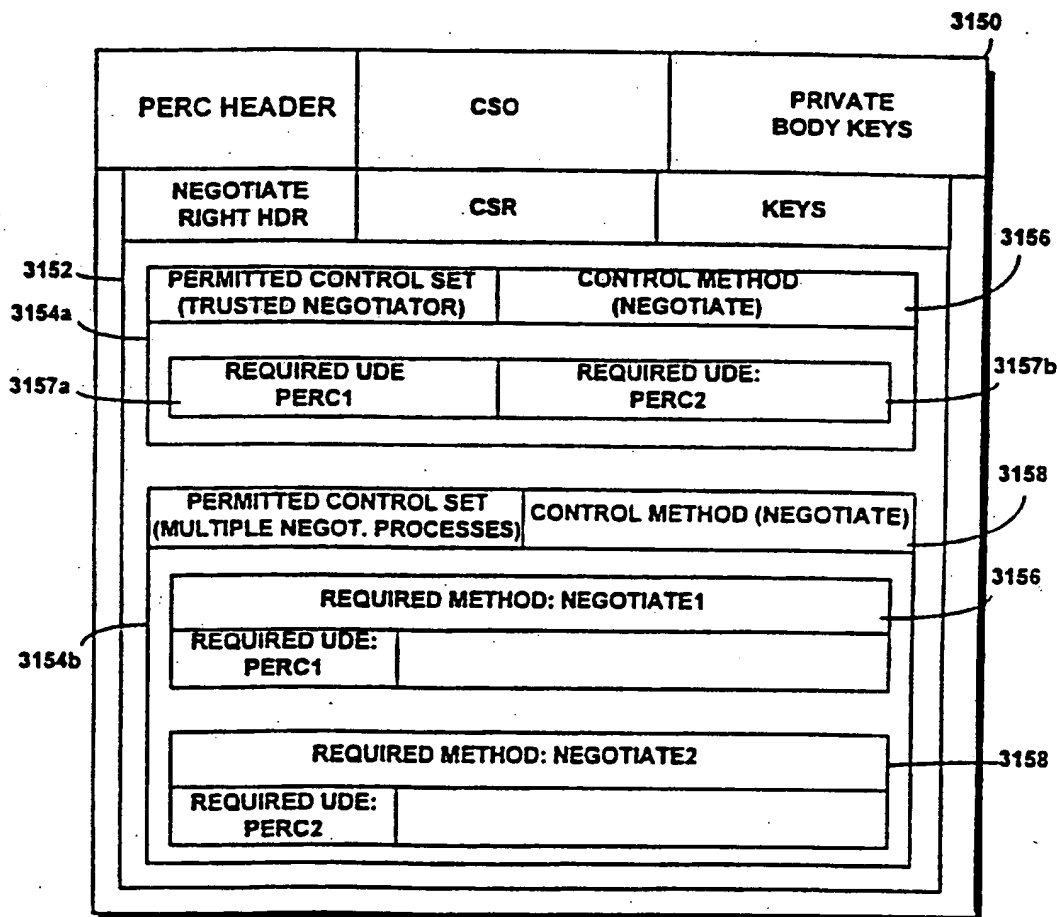 3150
PERC HEADER
CSO
PRIVATE
BODY KEYS
NEGOTIATE
RIGHT HDR
CSR
KEYS
3156
3152
PERMITTED CONTROL SET
(TRUSTED NEGOTIATOR)
CONTROL METHOD
(NEGOTIATE)
3154a
3157a
REQUIRED UDE
PERC1
REQUIRED UDE:
PERC2
3157b
3158
PERMITTED CONTROL SET
(MULTIPLE NEGOT. PROCESSES)
CONTROL METHOD (NEGOTIATE)
3156
REQUIRED METHOD: NEGOTIATE1
3154b
REQUIRED UDE:
PERC1
REQUIRED METHOD: NEGOTIATE2
3158
REQUIRED UDE:
PERC2